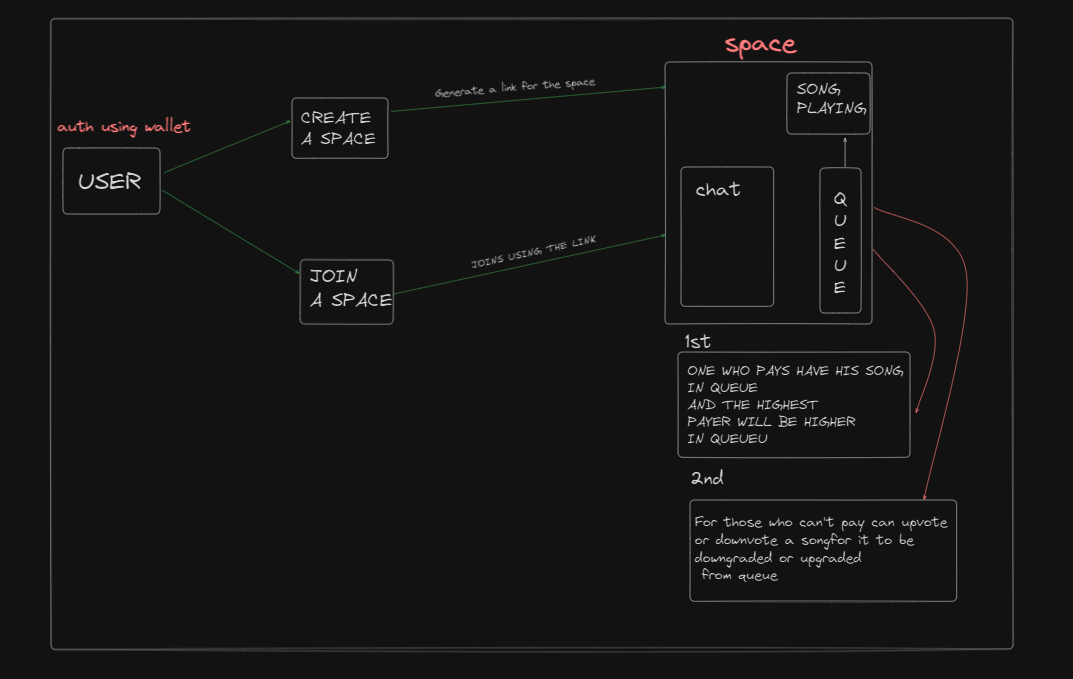 space
auth using wallet
USER
CREATE
A SPACE
Generate a link for the space
JOIN
A SPACE
JOINS USING THE LINK
SONG
PLAYING
chat
Q
U
E
U
E
1st
ONE WHO PAYS HAVE HIS SONG
IN QUEUE
AND THE HIGHEST
PAYER WILL BE HIGHER
IN QUEUEU
2nd
For those who can't pay can upvote
or downvote a songfor it to be
downgraded or upgraded
from queue